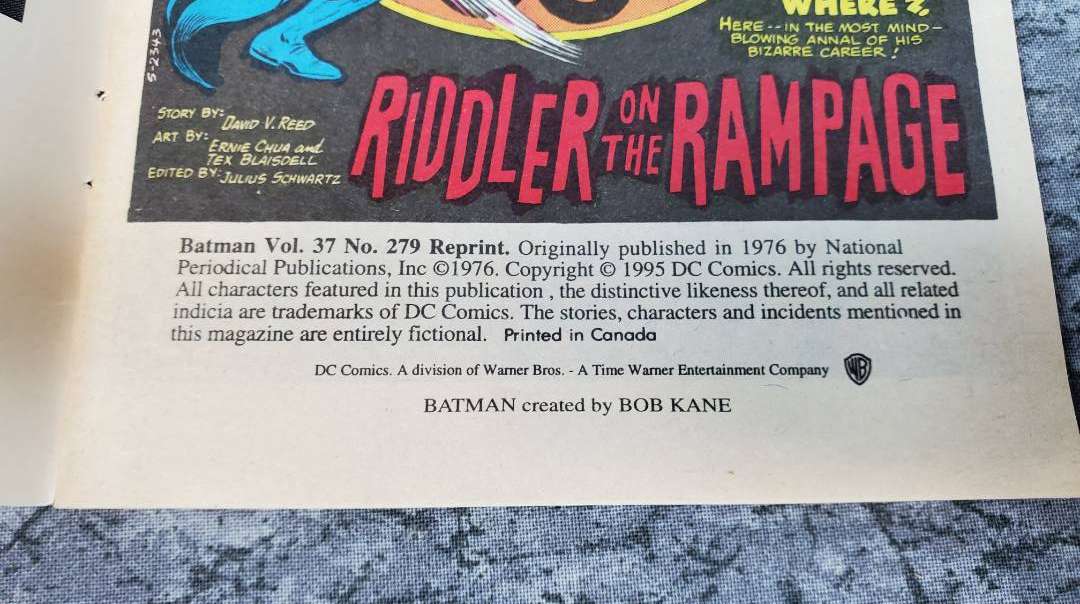 WHERE?
HERE--IN THE MOST MIND-
BLOWING ANNAL OF HIS
BIZARRE CAREER!
S-2343
STORY BY:
DAVID V. REED
ART BY:
ERNIE CHUA and
TEX BLAISDELL
EDITED BY: JULIUS SCHWARTZ
RIDDLER ON THE RAMPAGE
Batman Vol. 37 No. 279 Reprint. Originally published in 1976 by National
Periodical Publications, Inc ©1976. Copyright © 1995 DC Comics. All rights reserved.
All characters featured in this publication , the distinctive likeness thereof, and all related
indicia are trademarks of DC Comics. The stories, characters and incidents mentioned in
this magazine are entirely fictional. Printed in Canada
DC Comics. A division of Warner Bros. - A Time Warner Entertainment Company
WB
BATMAN created by BOB KANE